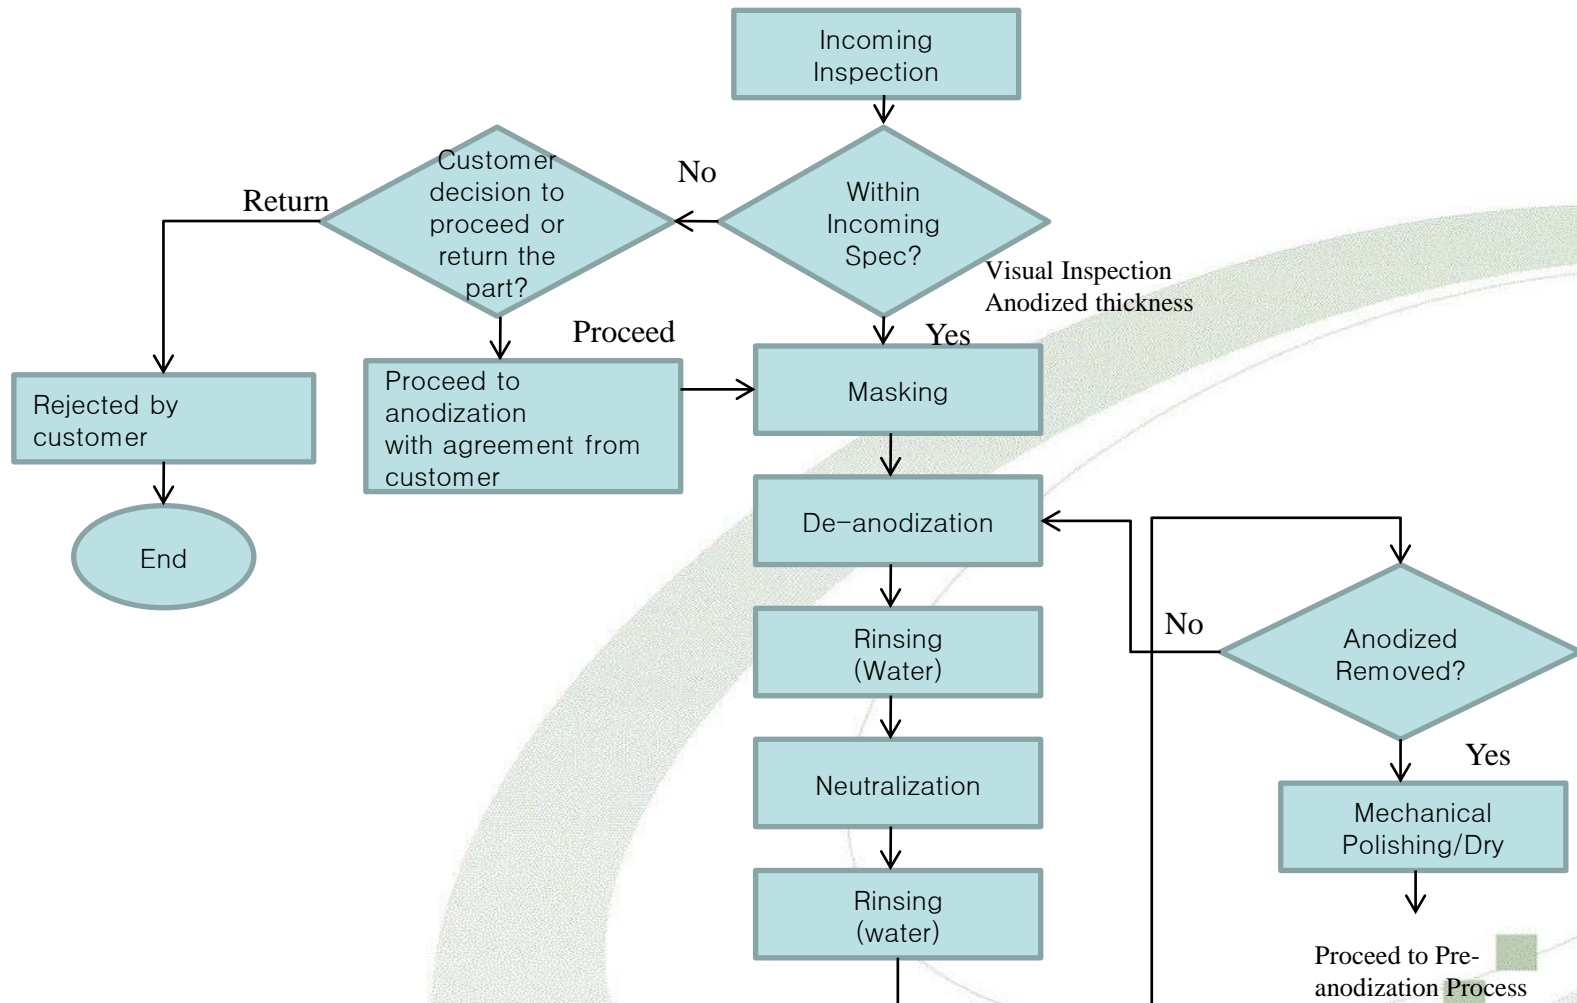 Incoming
Inspection
Customer
decision to
proceed or
return the
part?
No
Return
Within
Incoming
Spec?
Visual Inspection
Anodized thickness
Proceed
Yes
Rejected by
customer
Proceed to
anodization
with agreement from
customer
Masking
End
De-anodization
Rinsing
(Water)
No
Anodized
Removed?
Neutralization
Yes
Mechanical
Polishing/Dry
Rinsing
(water)
Proceed to Pre-
anodization Process